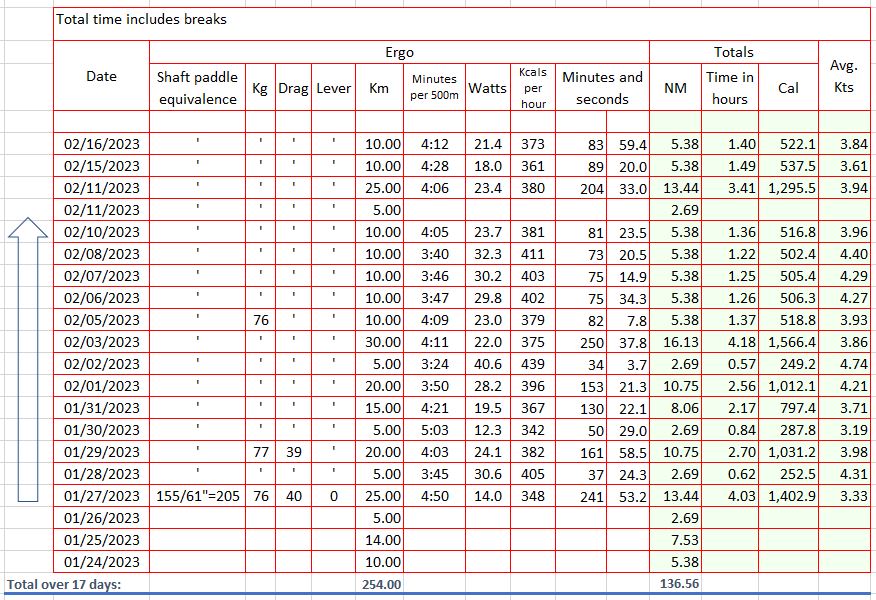 Total time includes breaks
Date Ergo Totals Avg. Kts
Shaft paddle equivalence Kg Drag Lever Km Minutes per 500m Watts Kcals per hour Minutes and seconds NM Time in hours Cal
02/16/2023 ' ' ' ' 10.00 4:12 21.4 373 83 59.4 5.38 1.40 522.1 3.84
02/15/2023 ' ' ' ' 10.00 4:28 18.0 361 89 20.0 5.38 1.49 537.5 3.61
02/11/2023 ' ' ' ' 25.00 4:06 23.4 380 204 33.0 13.44 3.41 1,295.5 3.94
02/11/2023 ' ' ' ' 5.00 2.69
02/10/2023 ' ' ' ' 10.00 4:05 23.7 381 81 23.5 5.38 1.36 516.8 3.96
02/08/2023 ' ' ' ' 10.00 3:40 32.3 411 73 20.5 5.38 1.22 502.4 4.40
02/07/2023 ' ' ' ' 10.00 3:46 30.2 403 75 14.9 5.38 1.25 505.4 4.29
02/06/2023 ' ' ' ' 10.00 3:47 29.8 402 75 34.3 5.38 1.26 506.3 4.27
02/05/2023 ' 76 ' ' 10.00 4:09 23.0 379 82 7.8 5.38 1.37 518.8 3.93
02/03/2023 ' ' ' ' 30.00 4:11 22.0 375 250 37.8 16.13 4.18 1,566.4 3.86
02/02/2023 ' ' ' ' 5.00 3:24 40.6 439 34 3.7 2.69 0.57 249.2 4.74
02/01/2023 ' ' ' ' 20.00 3:50 28.2 396 153 21.3 10.75 2.56 1,012.1 4.21
01/31/2023 ' ' ' ' 15.00 4:21 19.5 367 130 22.1 8.06 2.17 797.4 3.71
01/30/2023 ' ' ' ' 5.00 5:03 12.3 342 50 29.0 2.69 0.84 287.8 3.19
01/29/2023 ' 77 39 ' 20.00 4:03 24.1 382 161 58.5 10.75 2.70 1,031.2 3.98
01/28/2023 ' ' ' ' 5.00 3:45 30.6 405 37 24.3 2.69 0.62 252.5 4.31
01/27/2023 155/61"=205 76 40 0 25.00 4:50 14.0 348 241 53.2 13.44 4.03 1,402.9 3.33
01/26/2023 5.00 2.69
01/25/2023 14.00 7.53
01/24/2023 10.00 5.38
Total over 17 days: 254.00 136.56